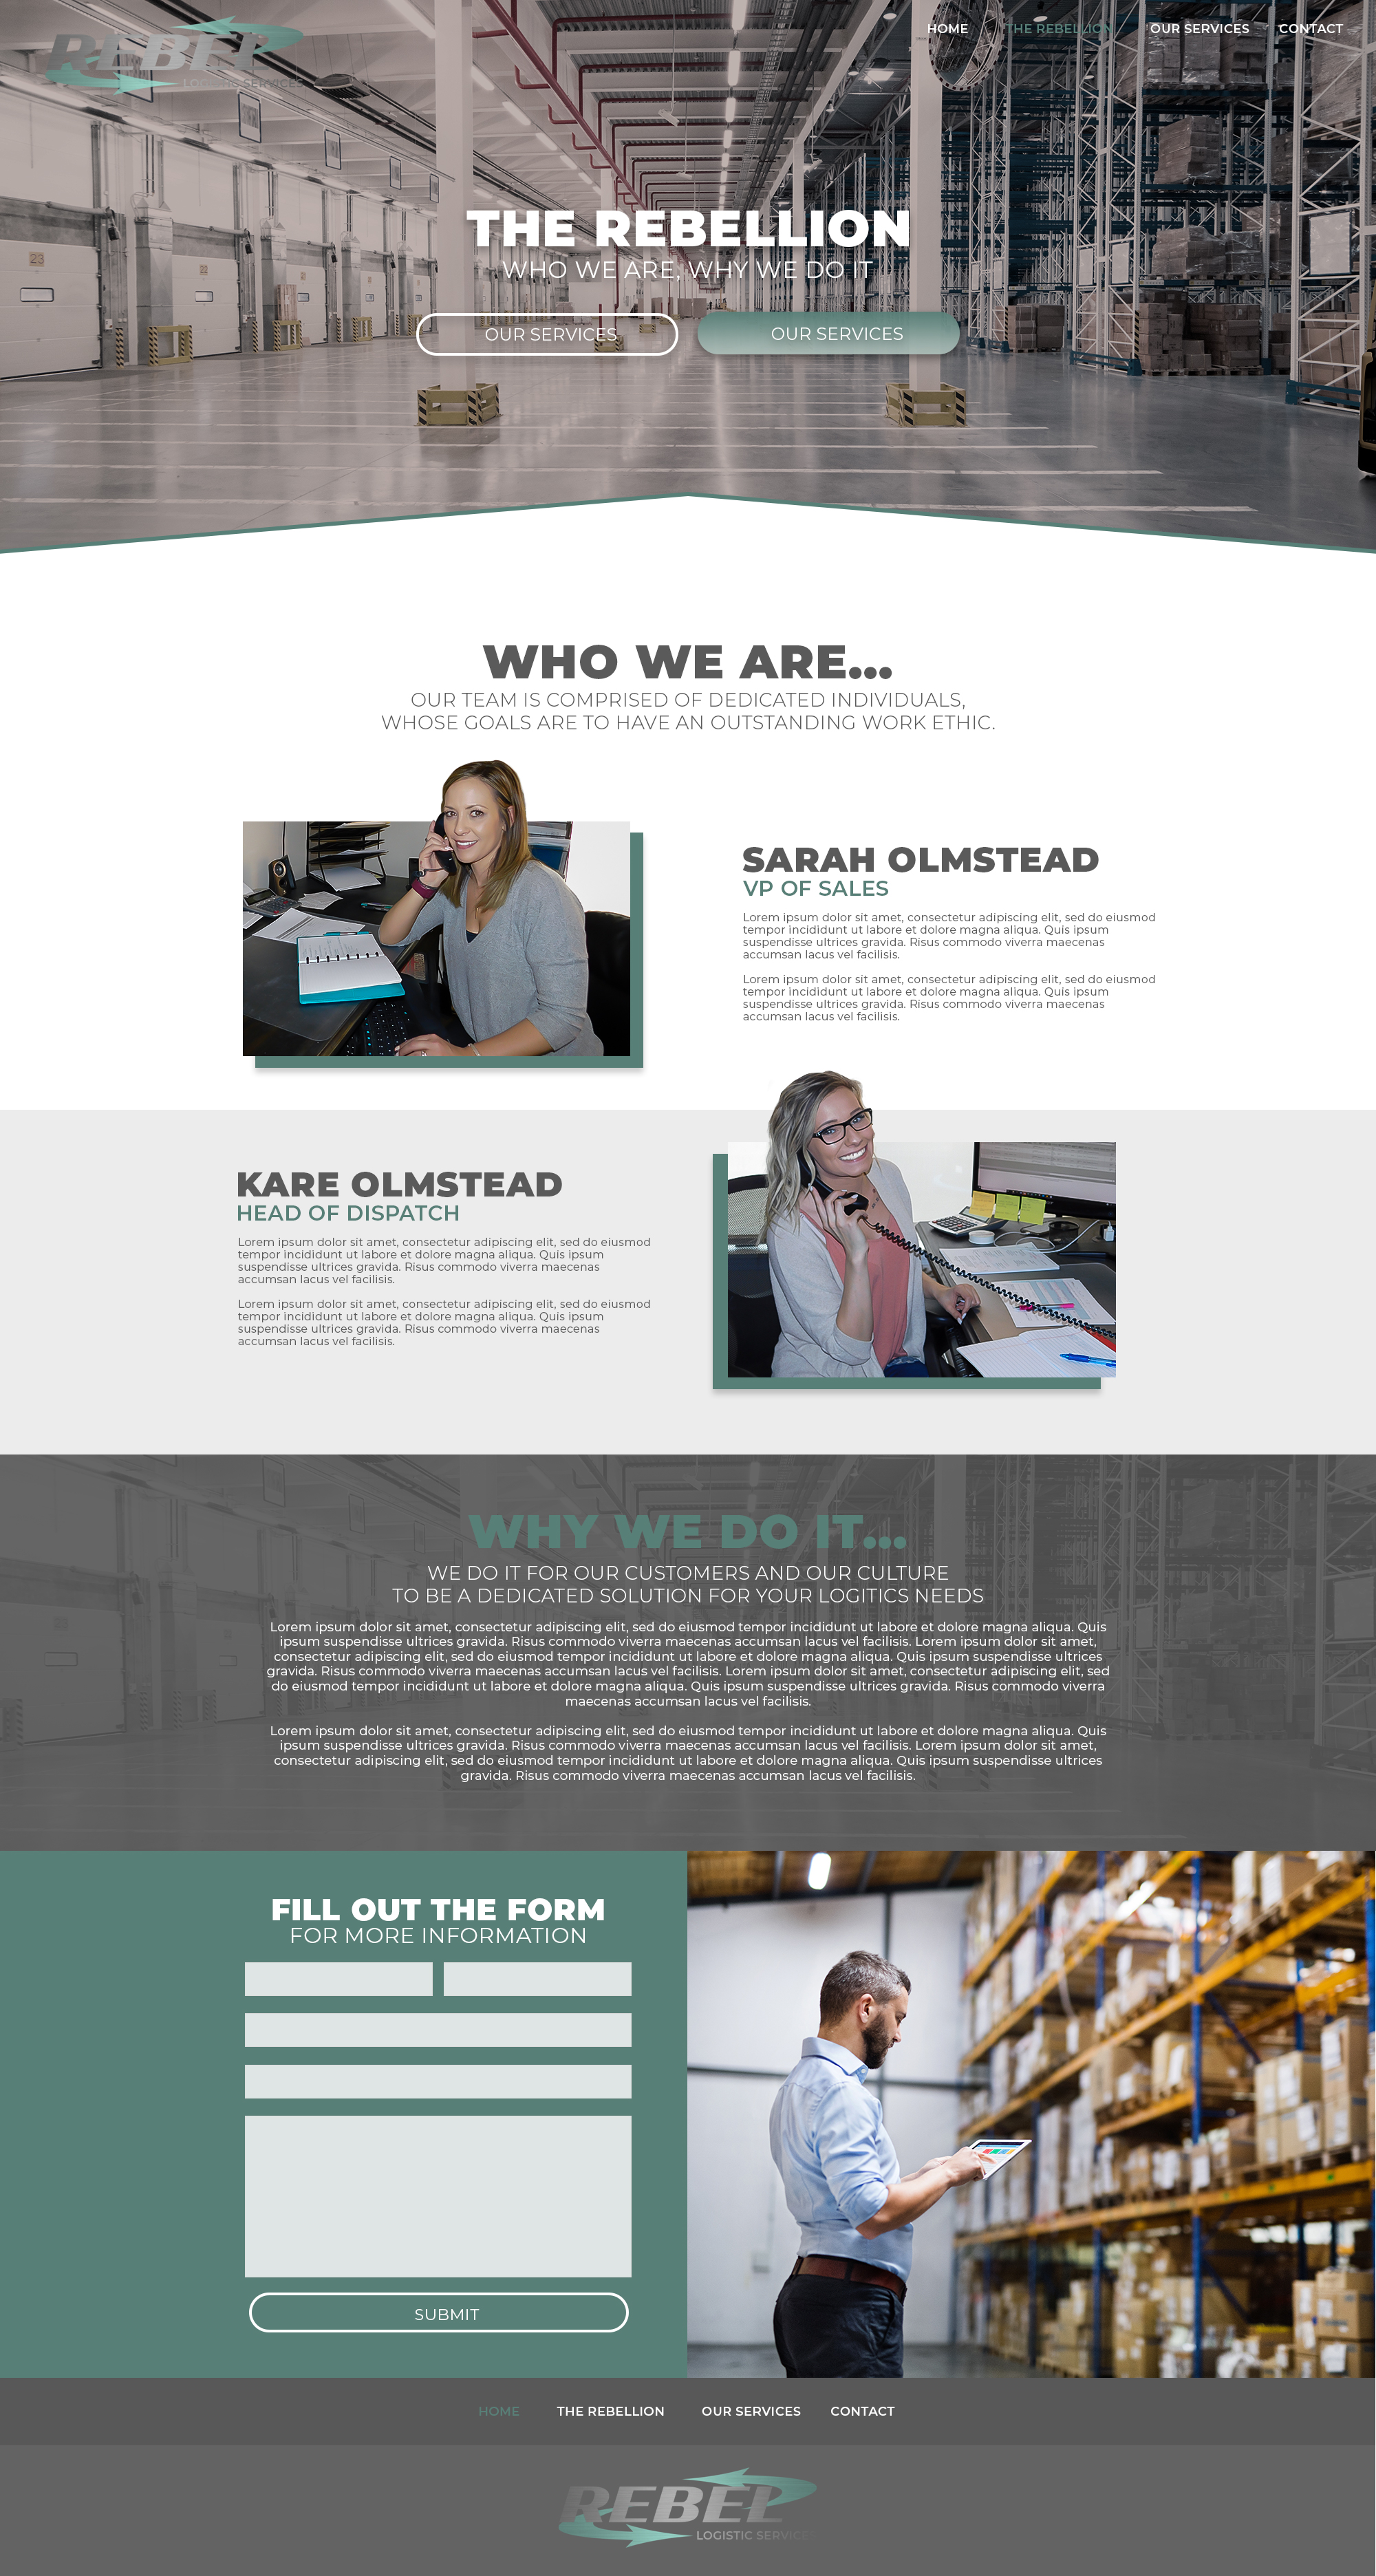 REBEL
LOGISTIC SERVICES
HOME THE REBELLION OUR SERVICES CONTACT
THE REBELLION
WHO WE ARE, WHY WE DO IT
OUR SERVICES OUR SERVICES
23
22
WHO WE ARE...
OUR TEAM IS COMPRISED OF DEDICATED INDIVIDUALS,
WHOSE GOALS ARE TO HAVE AN OUTSTANDING WORK ETHIC.
SARAH OLMSTEAD
VP OF SALES
Lorem ipsum dolor sit amet, consectetur adipiscing elit, sed do eiusmod
tempor incididunt ut labore et dolore magna aliqua. Quis ipsum
suspendisse ultrices gravida. Risus commodo viverra maecenas
accumsan lacus vel facilisis.
Lorem ipsum dolor sit amet, consectetur adipiscing elit, sed do eiusmod
tempor incididunt ut labore et dolore magna aliqua. Quis ipsum
suspendisse ultrices gravida. Risus commodo viverra maecenas
accumsan lacus vel facilisis.
KARE OLMSTEAD
HEAD OF DISPATCH
Lorem ipsum dolor sit amet, consectetur adipiscing elit, sed do eiusmod
tempor incididunt ut labore et dolore magna aliqua. Quis ipsum
suspendisse ultrices gravida. Risus commodo viverra maecenas
accumsan lacus vel facilisis.
Lorem ipsum dolor sit amet, consectetur adipiscing elit, sed do eiusmod
tempor incididunt ut labore et dolore magna aliqua. Quis ipsum
suspendisse ultrices gravida. Risus commodo viverra maecenas
accumsan lacus vel facilisis.
WHY WE DO IT...
WE DO IT FOR OUR CUSTOMERS AND OUR CULTURE
TO BE A DEDICATED SOLUTION FOR YOUR LOGITICS NEEDS
Lorem ipsum dolor sit amet, consectetur adipiscing elit, sed do eiusmod tempor incididunt ut labore et dolore magna aliqua. Quis
ipsum suspendisse ultrices gravida. Risus commodo viverra maecenas accumsan lacus vel facilisis. Lorem ipsum dolor sit amet,
consectetur adipiscing elit, sed do eiusmod tempor incididunt ut labore et dolore magna aliqua. Quis ipsum suspendisse ultrices
gravida. Risus commodo viverra maecenas accumsan lacus vel facilisis. Lorem ipsum dolor sit amet, consectetur adipiscing elit, sed
do eiusmod tempor incididunt ut labore et dolore magna aliqua. Quis ipsum suspendisse ultrices gravida. Risus commodo viverra
maecenas accumsan lacus vel facilisis.
Lorem ipsum dolor sit amet, consectetur adipiscing elit, sed do eiusmod tempor incididunt ut labore et dolore magna aliqua. Quis
ipsum suspendisse ultrices gravida. Risus commodo viverra maecenas accumsan lacus vel facilisis. Lorem ipsum dolor sit amet,
consectetur adipiscing elit, sed do eiusmod tempor incididunt ut labore et dolore magna aliqua. Quis ipsum suspendisse ultrices
gravida. Risus commodo viverra maecenas accumsan lacus vel facilisis.
FILL OUT THE FORM
FOR MORE INFORMATION
SUBMIT
HOME THE REBELLION OUR SERVICES CONTACT
REBEL
LOGISTIC SERVICES